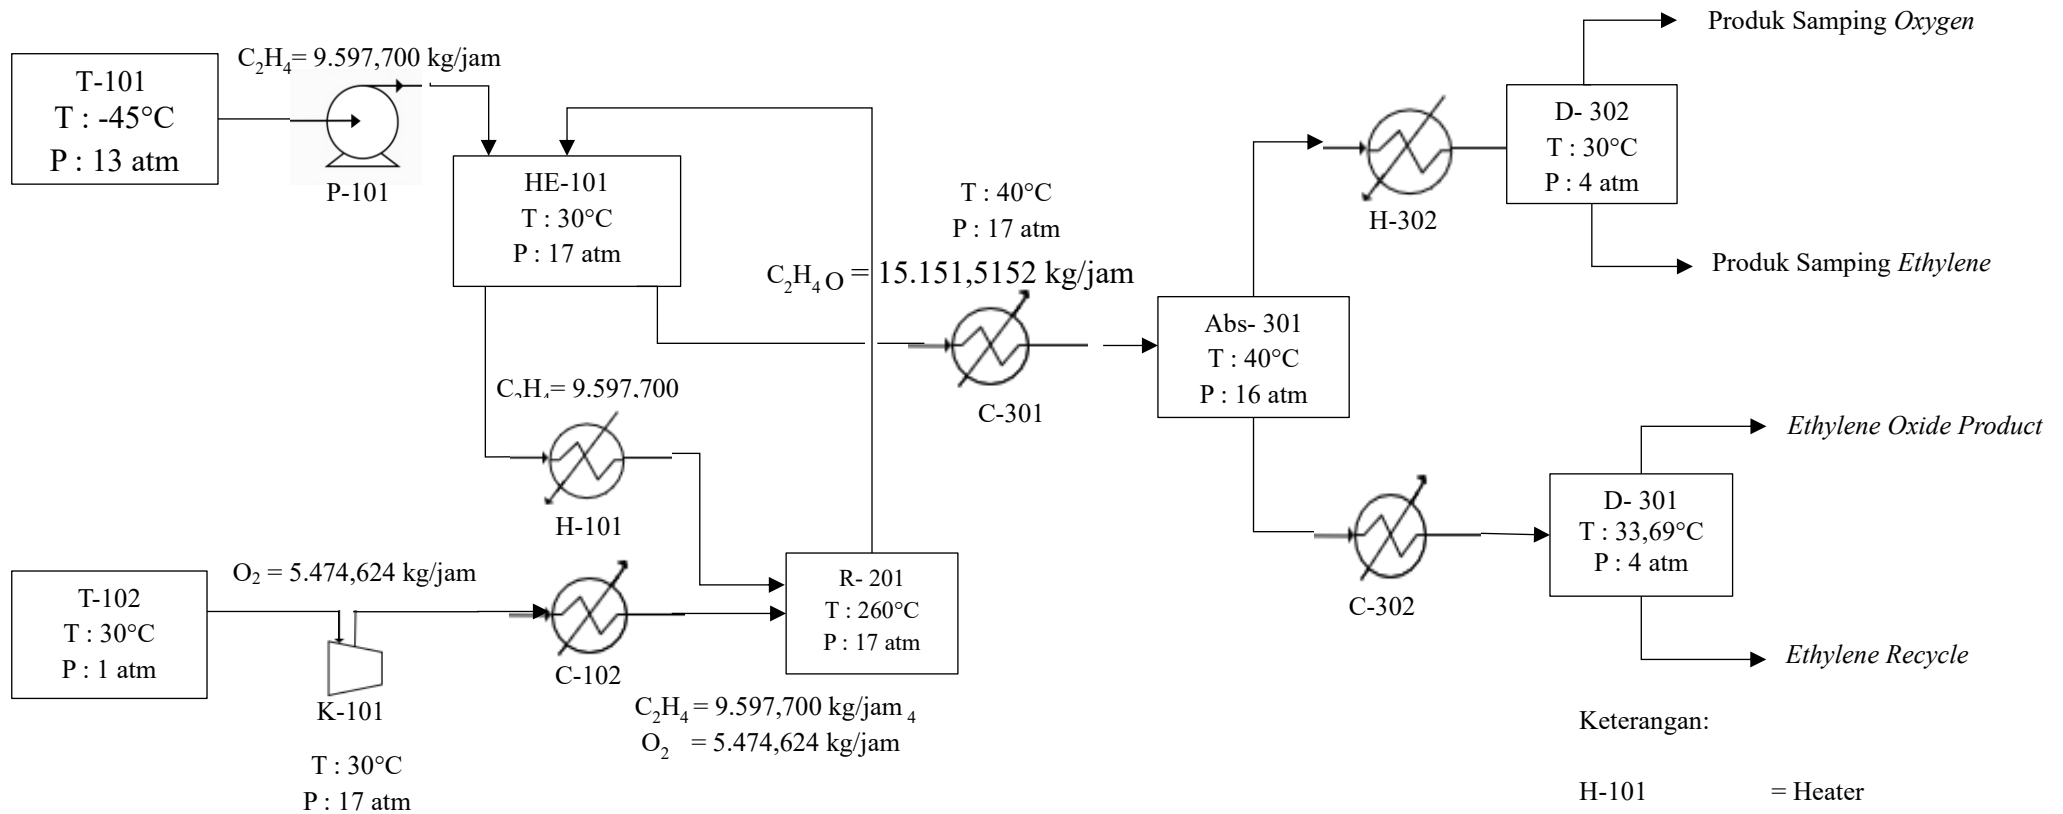 Produk Samping Oxygen
C2H4= 9.597,700 kg/jam
T-101
T : -45°C
P : 13 atm
P-101
HE-101
T : 30°C
P : 17 atm
D- 302
T : 30°C
P : 4 atm
H-302
T : 40°C
P : 17 atm
C2H4 O = 15.151,5152 kg/jam
Produk Samping Ethylene
Abs- 301
T : 40°C
P : 16 atm
C-301
C2H4= 9.597,700
H-101
Ethylene Oxide Product
D- 301
T : 33,69°C
P : 4 atm
C-302
Ethylene Recycle
O2 = 5.474,624 kg/jam
T-102
T : 30°C
P : 1 atm
K-101
T : 30°C
P : 17 atm
C-102
R- 201
T : 260°C
P : 17 atm
C2H4 = 9.597,700 kg/jam 4
O2 = 5.474,624 kg/jam
Keterangan:
H-101 = Heater